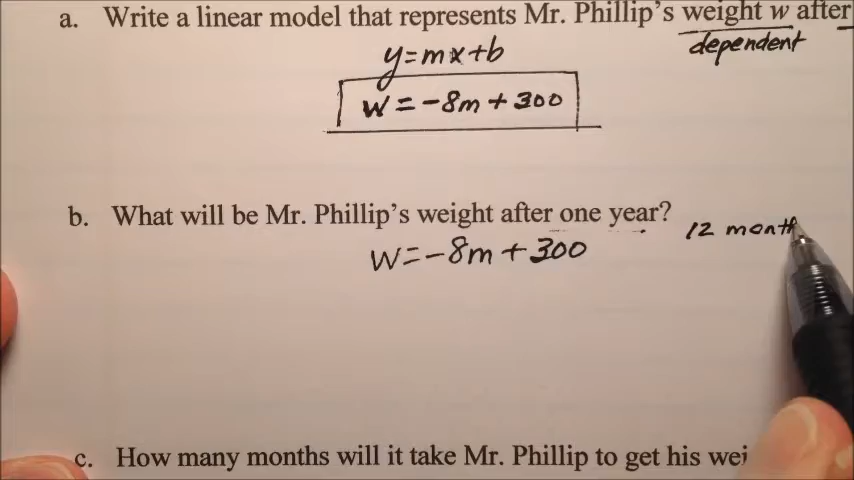 a. Write a linear model that represents Mr. Phillip's weight w after
dependent
y=mx+b
w=-8m+300
b. What will be Mr. Phillip's weight after one year?
12 month
w=-8m+300
c. How many months will it take Mr. Phillip to get his wei